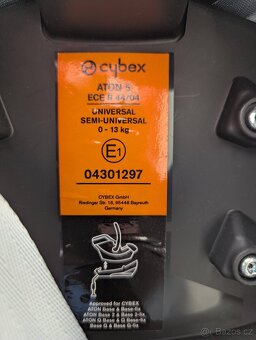 cybex
ATON 5
ECE R 44/04
UNIVERSAL
SEMI-UNIVERSAL
0 - 13 kg
E1
04301297
CYBEX GmbH
Riedinger Str. 18, 95448 Bayreuth
Germany
Approved for CYBEX
ATON Base & Base-fix
ATON Base 2 & Base 2-fix
ATON Q Base & Q Base-fix
Base Q & Base Q-fix
© Bazoš.cz